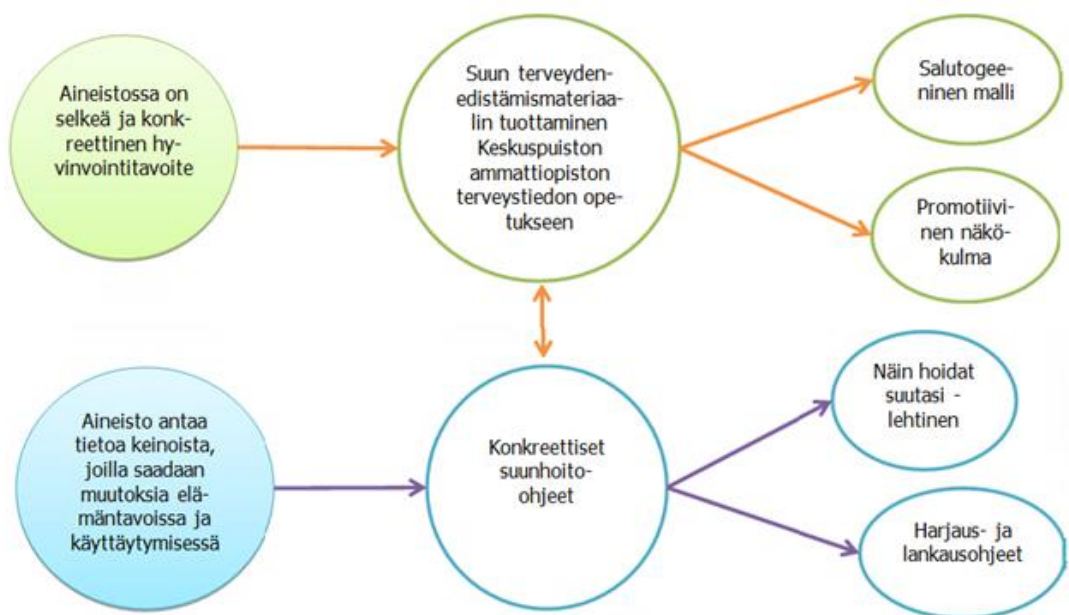 Aineistossa on
selkeä ja konk-
reettinen hy-
vinvointitavoite
Suun terveyden-
edistämismateriaa-
lin tuottaminen
Keskuspuiston
ammattiopiston
terveystiedon ope-
tukseen
Salutogee-
ninen malli
Promotiivi-
nen näkö-
kulma
Aineisto antaa
tietoa keinoista,
joilla saadaan
muutoksia elä-
mäntavoissa ja
käyttäytymisessä
Konkreettiset
suunhoito-
ohjeet
Näin hoidat
suutasi -
lehtinen
Harjaus- ja
lankausohjeet